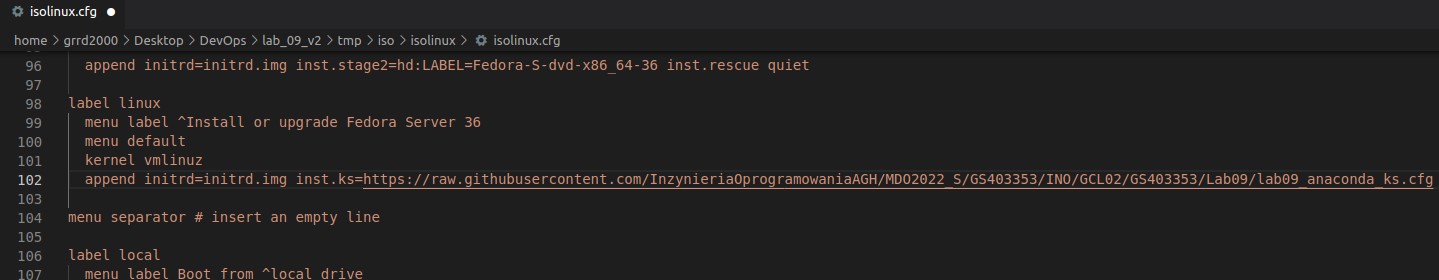 isolinux.cfg
home > grrd2000 > Desktop > DevOps > lab_09_v2 > tmp > iso > isolinux > isolinux.cfg
96 append initrd=initrd.img inst.stage2=hd:LABEL=Fedora-S-dvd-x86_64-36 inst.rescue quiet
97
98 label linux
99 menu label ^Install or upgrade Fedora Server 36
100 menu default
101 kernel vmlinuz
102 append initrd=initrd.img inst.ks=https://raw.githubusercontent.com/InzynieriaOprogramowaniaAGH/MDO2022_S/GS403353/INO/GCL02/GS403353/Lab09/lab09_anaconda_ks.cfg
103
104 menu separator # insert an empty line
105
106 label local
107 menu label Boot from ^local drive